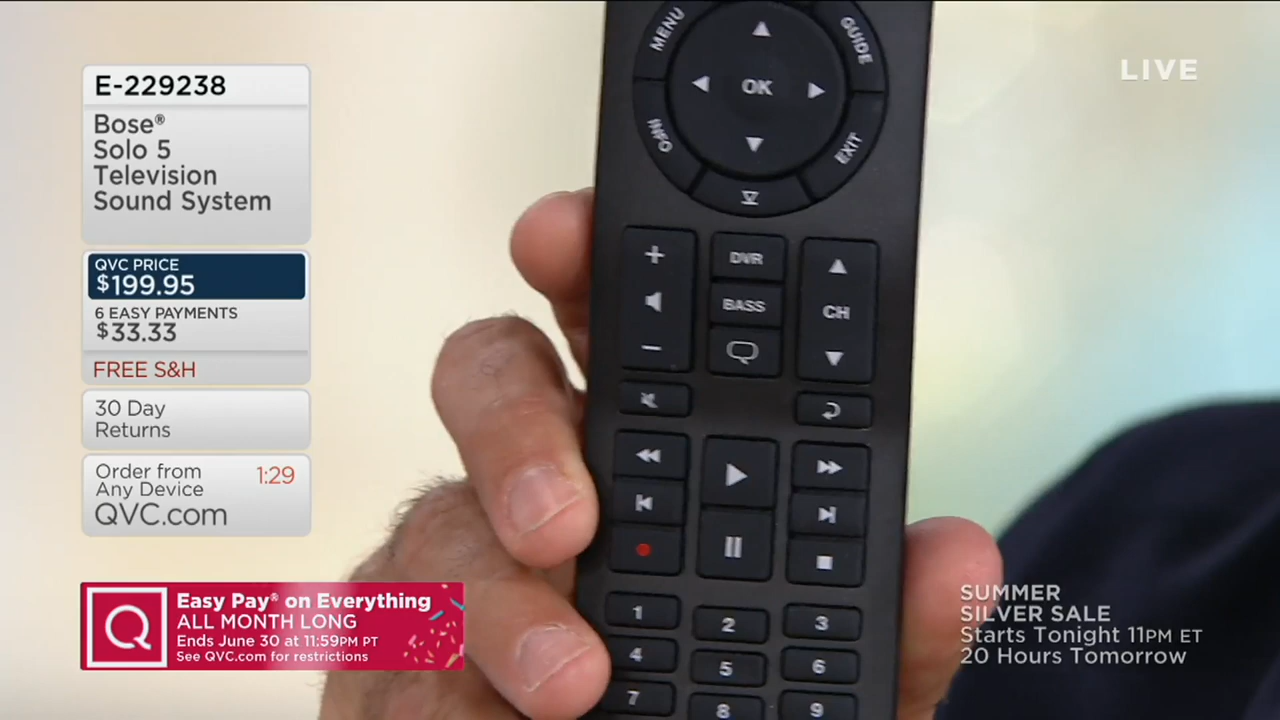 E-229238
Bose®
Solo 5
Television
Sound System
QVC PRICE
$199.95
6 EASY PAYMENTS
$33.33
FREE S&H
30 Day
Returns
Order from
Any Device
1:29
QVC.com
Q
Easy Pay® on Everything
ALL MONTH LONG
Ends June 30 at 11:59PM PT
See QVC.com for restrictions
LIVE
SUMMER
SILVER SALE
Starts Tonight 11PM ET
20 Hours Tomorrow
MENU
GUIDE
OK
INFO
EXIT
DVR
BASS
CH
1 2 3
4 5 6
7 8 9